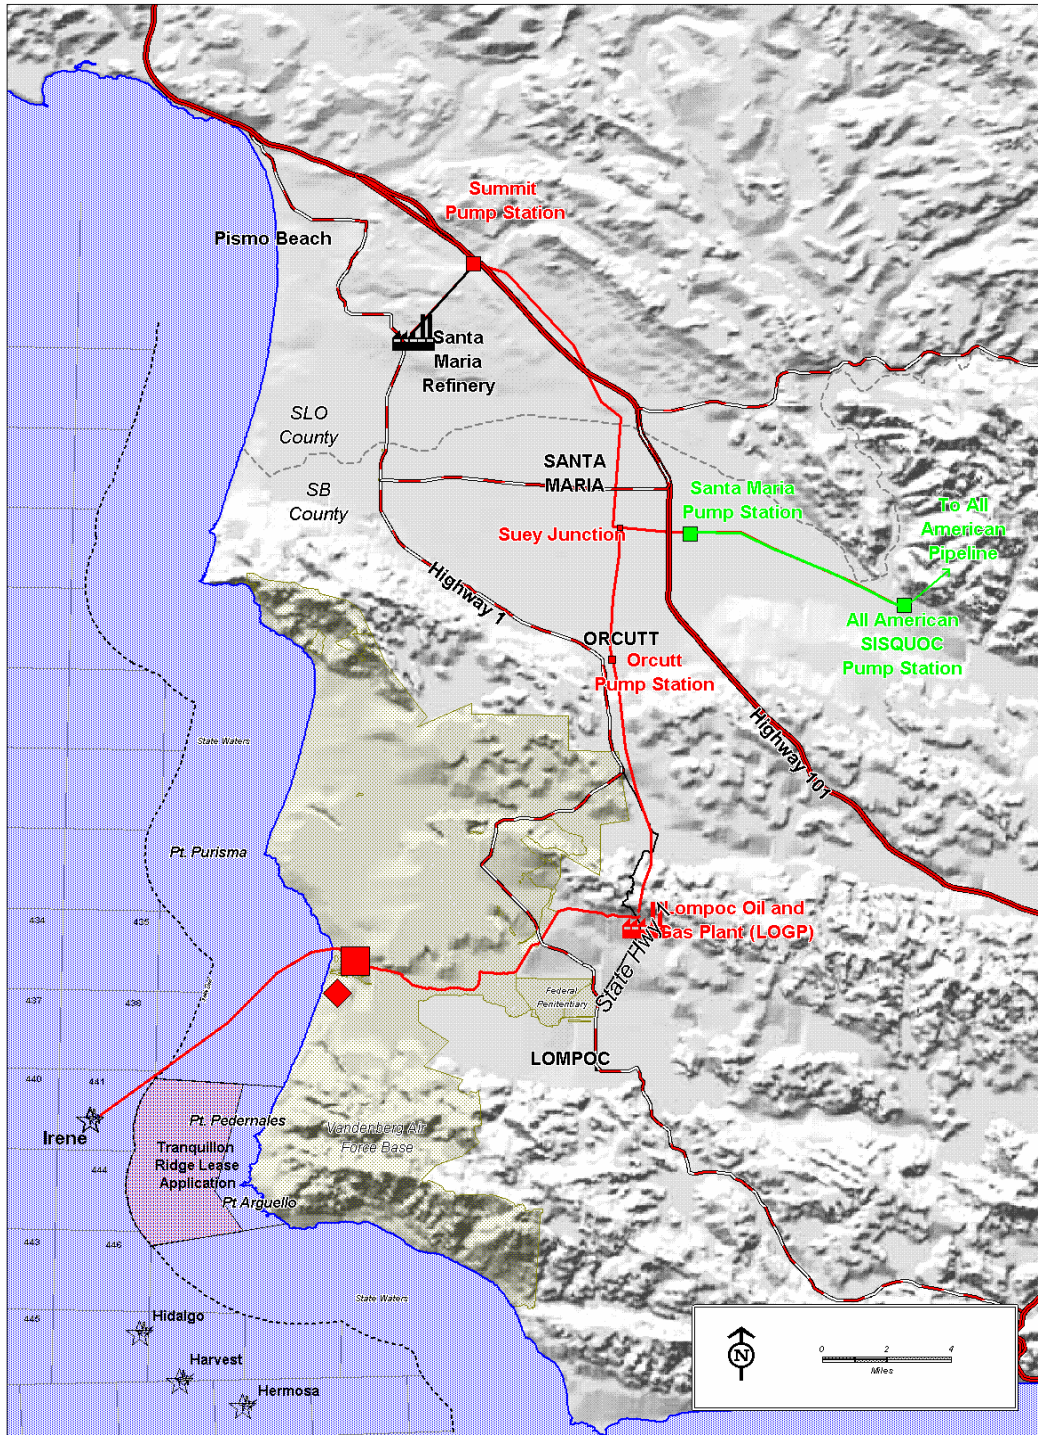 Summit
Pump Station
Pismo Beach
Santa
Maria
Refinery
SLO
County
SANTA
MARIA
SB
County
Santa Maria
Pump Station
To All
American
Pipeline
Suey Junction
Highway 1
All American
SISQUOC
Pump Station
ORCUTT
Orcutt
Pump Station
Highway 101
State Waters
Pt. Purisma
434
435
Lompoc Oil and
Gas Plant (LOGP)
State Hwy 1
437
438
Federal
Penitentiary
LOMPOC
440
441
Irene
Pt. Pedernales
Vandenberg Air
Force Base
Tranquillon
Ridge Lease
Application
444
Pt Arguello
443
446
State Waters
445
Hidalgo
Harvest
Hermosa
N
0 2 4
Miles